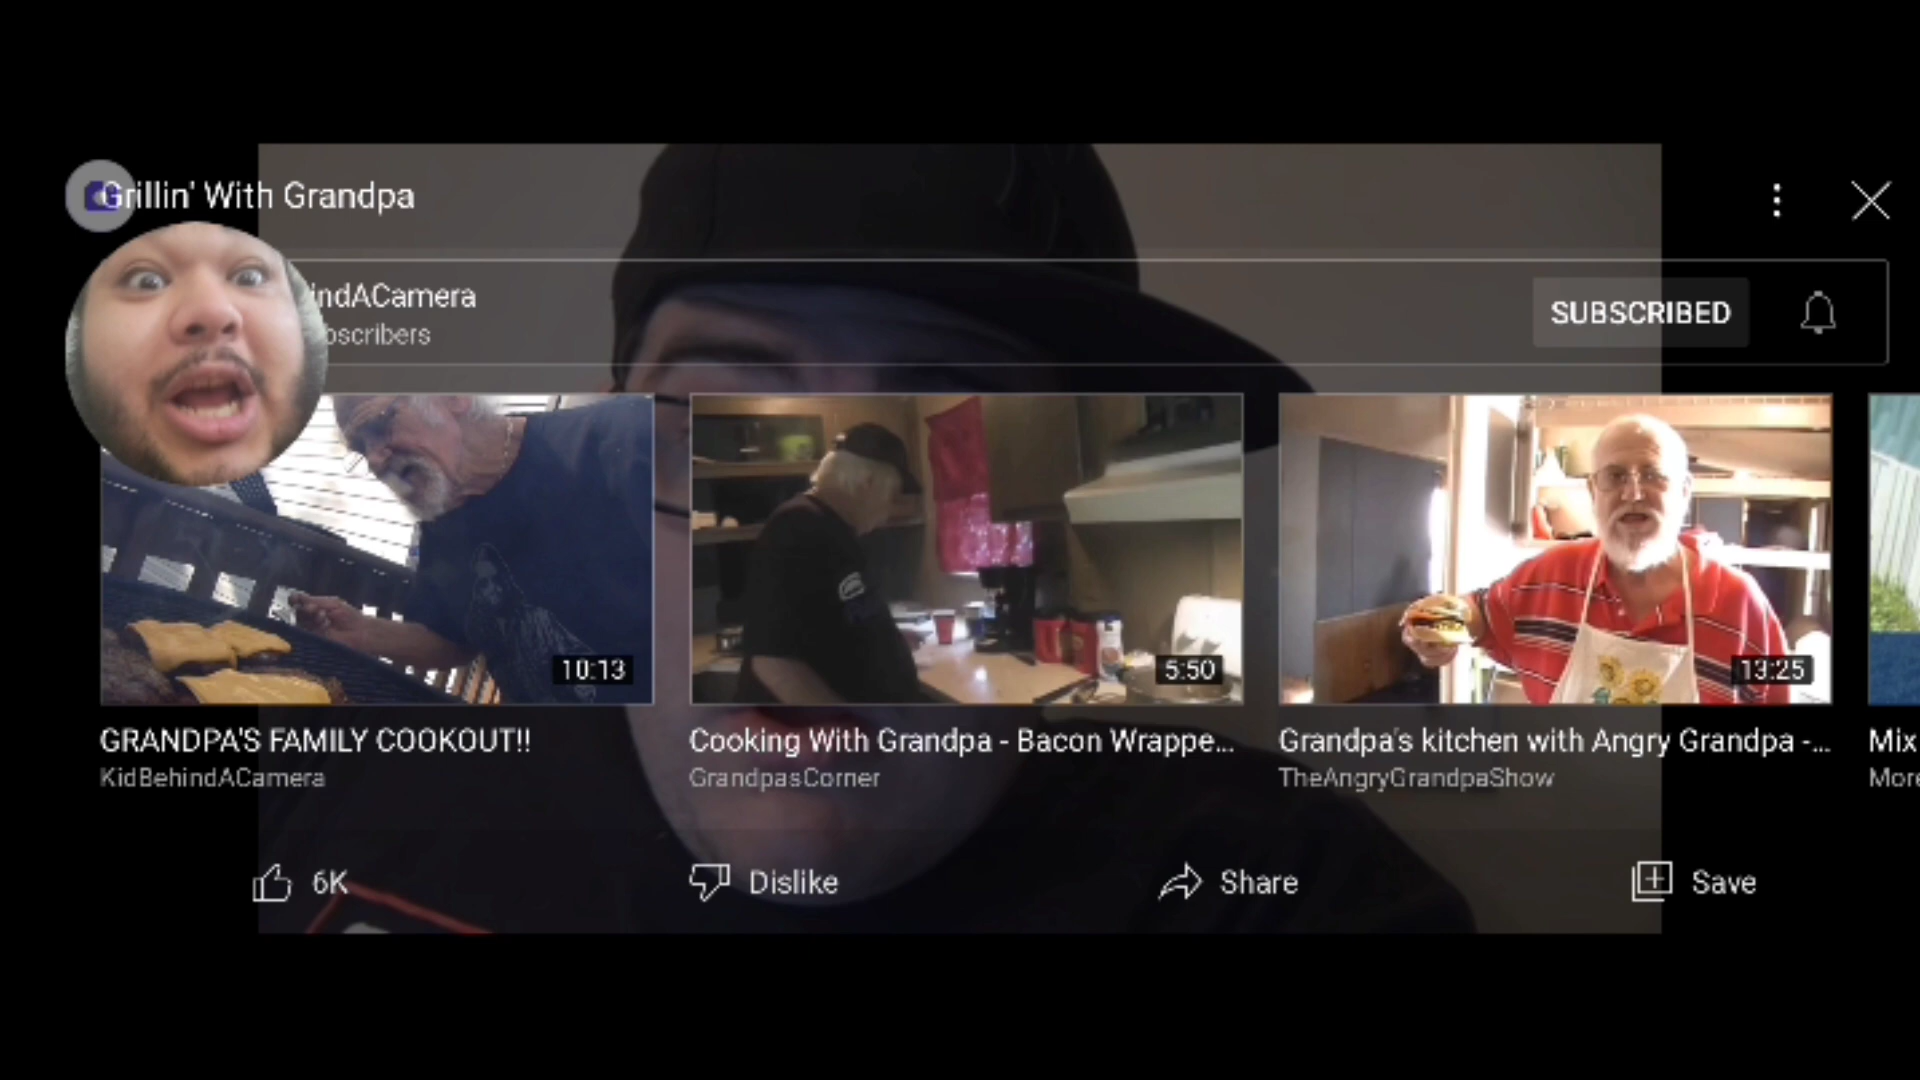 Grillin' With Grandpa
indACamera
bscribers
SUBSCRIBED
10:13
5:50
13:25
GRANDPA'S FAMILY COOKOUT!!
KidBehindACamera
Cooking With Grandpa - Bacon Wrappe...
GrandpasCorner
Grandpa's kitchen with Angry Grandpa -...
TheAngryGrandpaShow
Mix
More
6K
Dislike
Share
Save